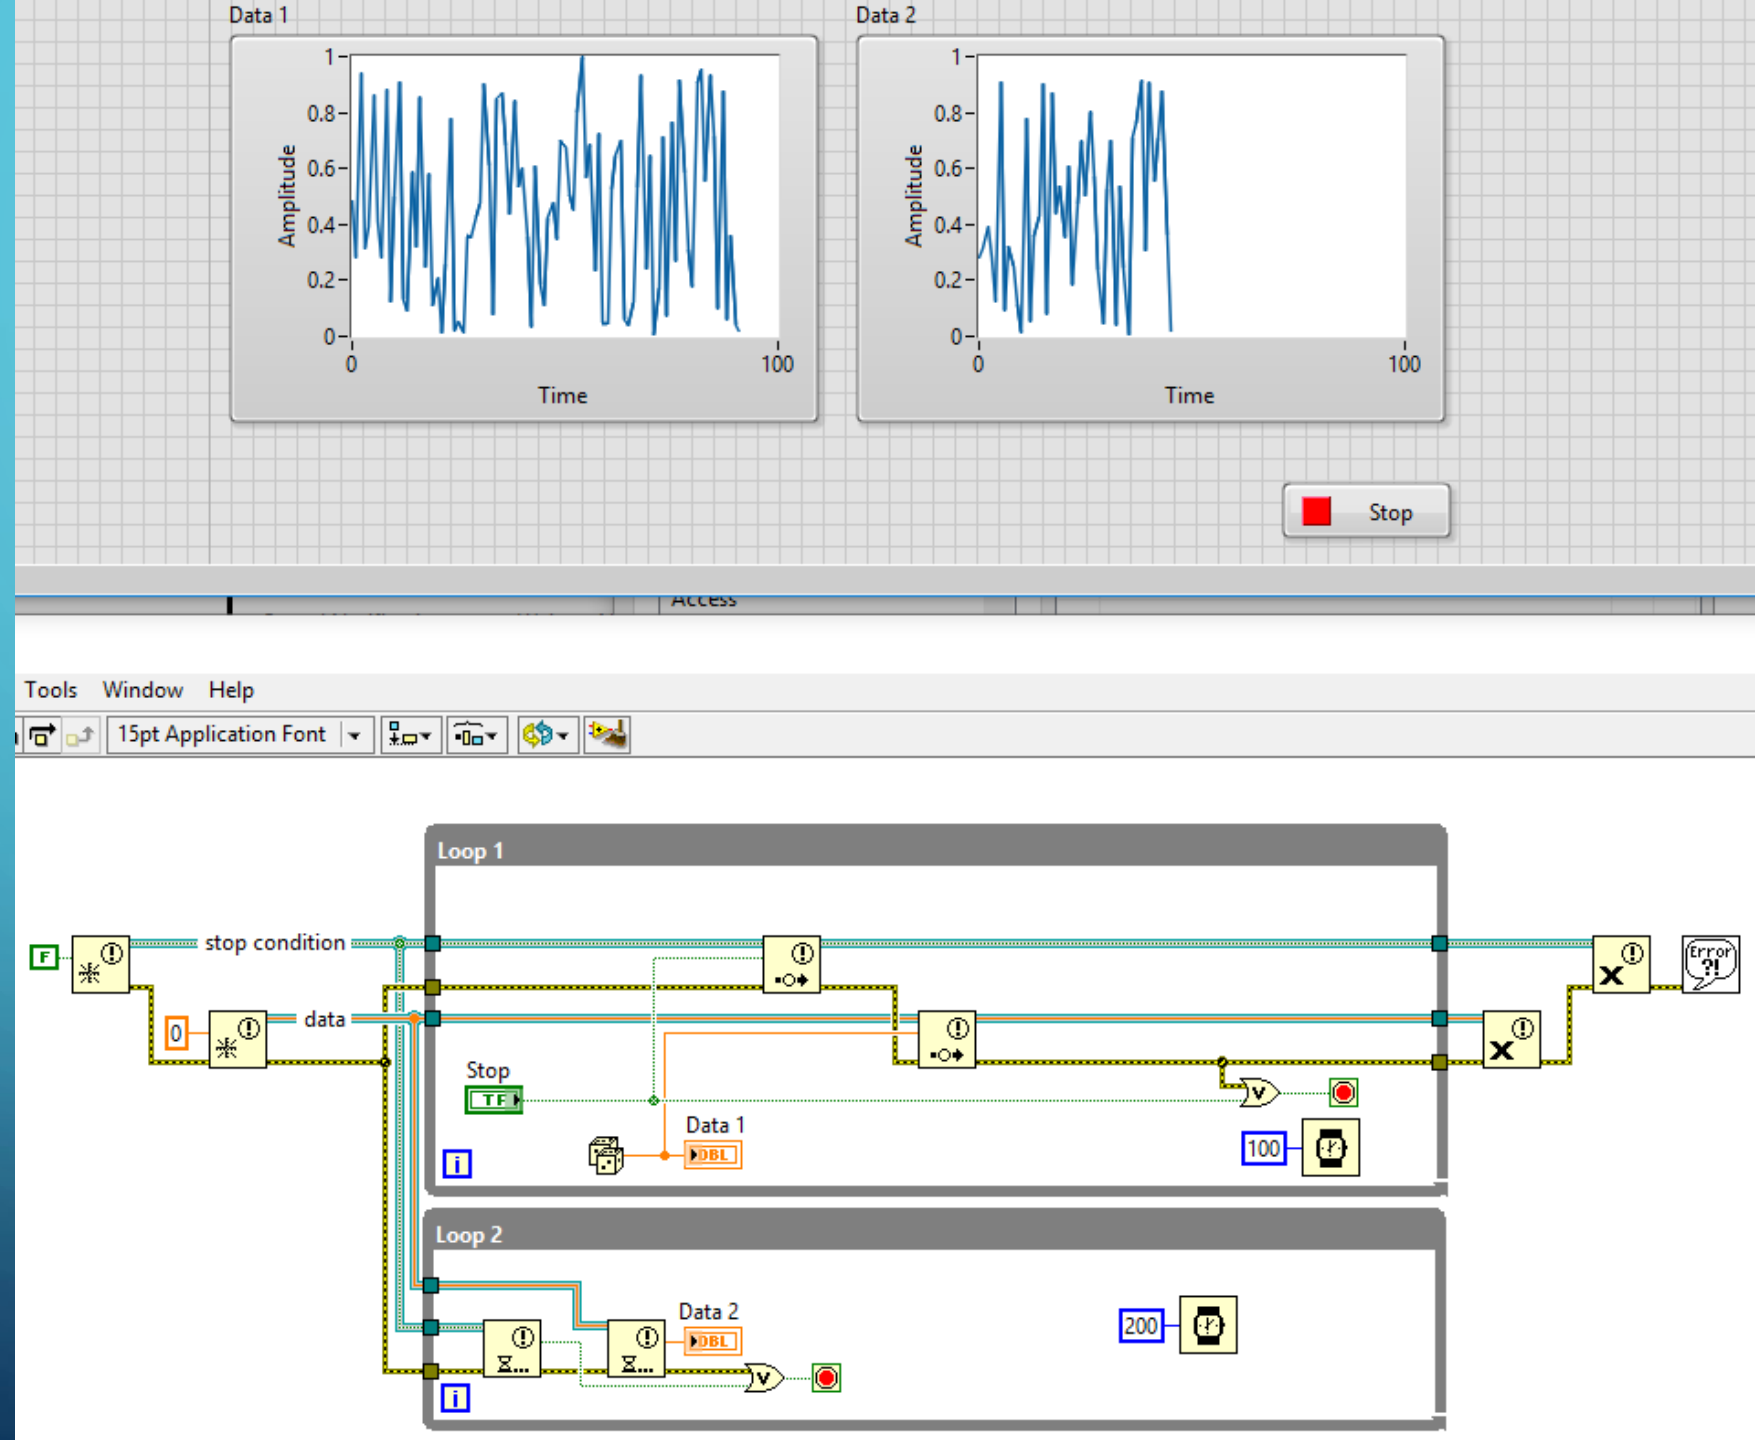 Data 1
Data 2
1
0.8
0.6
0.4
0.2
0
Amplitude
0
100
Time
1
0.8
0.6
0.4
0.2
0
Amplitude
0
100
Time
Stop
Access
Tools Window Help
15pt Application Font
Loop 1
F
stop condition
Error
?!
0
data
Stop
TF
V
Data 1
DBL
100
i
Loop 2
Data 2
DBL
200
V
i